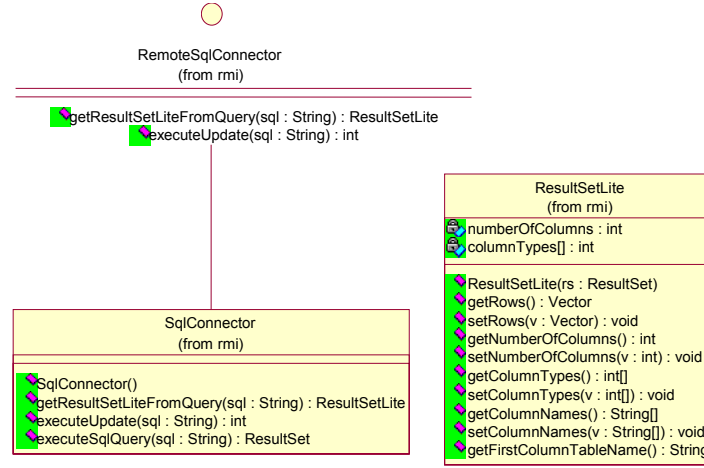 RemoteSqlConnector
(from rmi)
getResultSetLiteFromQuery(sql : String) : ResultSetLite
executeUpdate(sql : String) : int
SqlConnector
(from rmi)
SqlConnector()
getResultSetLiteFromQuery(sql : String) : ResultSetLite
executeUpdate(sql : String) : int
executeSqlQuery(sql : String) : ResultSet
ResultSetLite
(from rmi)
numberOfColumns : int
columnTypes[] : int
ResultSetLite(rs : ResultSet)
getRows() : Vector
setRows(v : Vector) : void
getNumberOfColumns() : int
setNumberOfColumns(v : int) : void
getColumnTypes() : int[]
setColumnTypes(v : int[]) : void
getColumnNames() : String[]
setColumnNames(v : String[]) : void
getFirstColumnTableName() : String